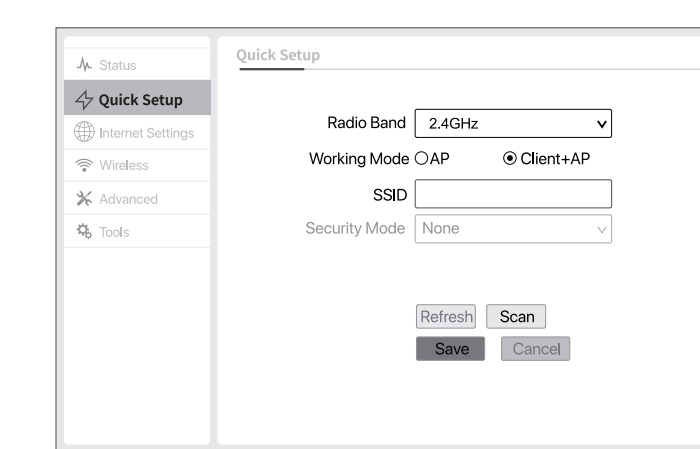 Status
Quick Setup
Internet Settings
Wireless
Advanced
Tools
Quick Setup
Radio Band 2.4GHz
Working Mode AP Client+AP
SSID
Security Mode None
Refresh Scan
Save Cancel